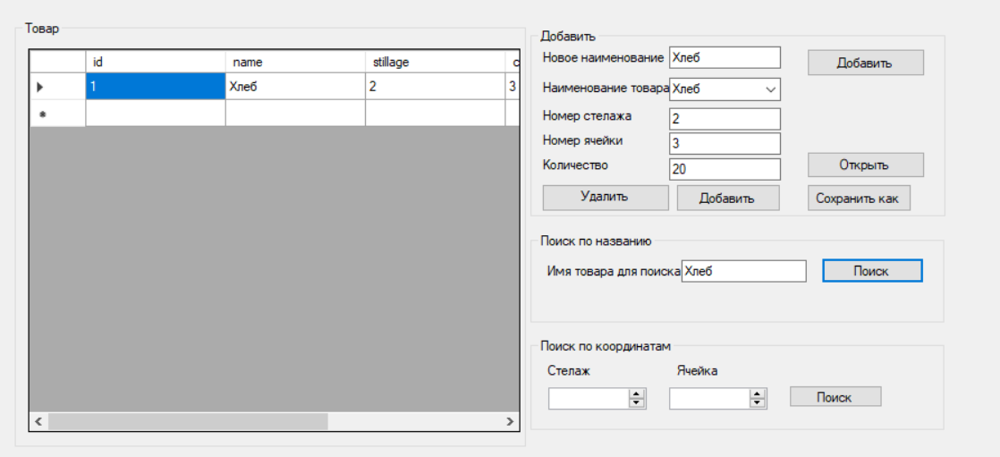 Товар
id name stillage c
1 Хлеб 2 3
Добавить
Новое наименование Хлеб Добавить
Наименование товара Хлеб
Номер стелажа 2
Номер ячейки 3
Количество 20 Открыть
Удалить Добавить Сохранить как
Поиск по названию
Имя товара для поиска Хлеб Поиск
Поиск по координатам
Стелаж Ячейка
Поиск